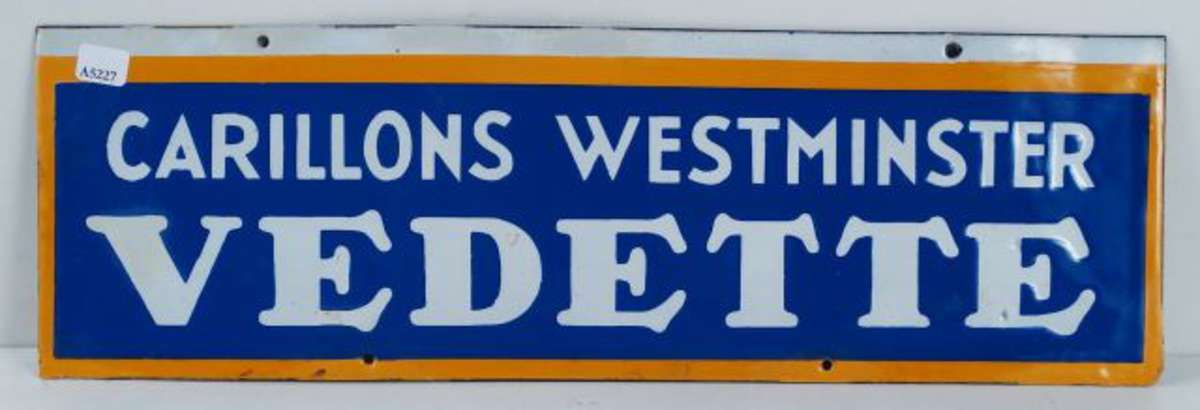 A5227
CARILLONS WESTMINSTER
VEDETTE